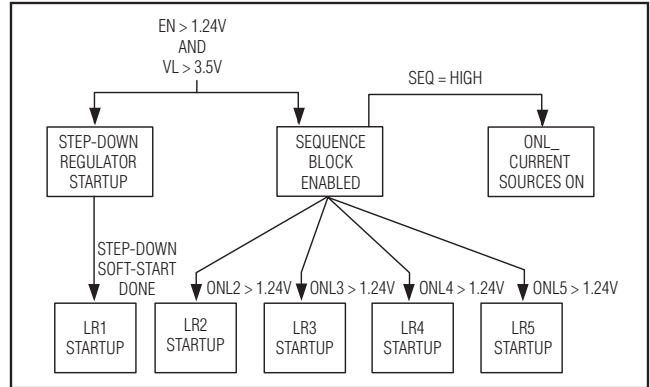 EN > 1.24V
AND
VL > 3.5V
SEQ = HIGH
STEP-DOWN
REGULATOR
STARTUP
SEQUENCE
BLOCK
ENABLED
ONL_
CURRENT
SOURCES ON
STEP-DOWN
SOFT-START
DONE
ONL2 > 1.24V
ONL3 > 1.24V
ONL4 > 1.24V
ONL5 > 1.24V
LR1
STARTUP
LR2
STARTUP
LR3
STARTUP
LR4
STARTUP
LR5
STARTUP